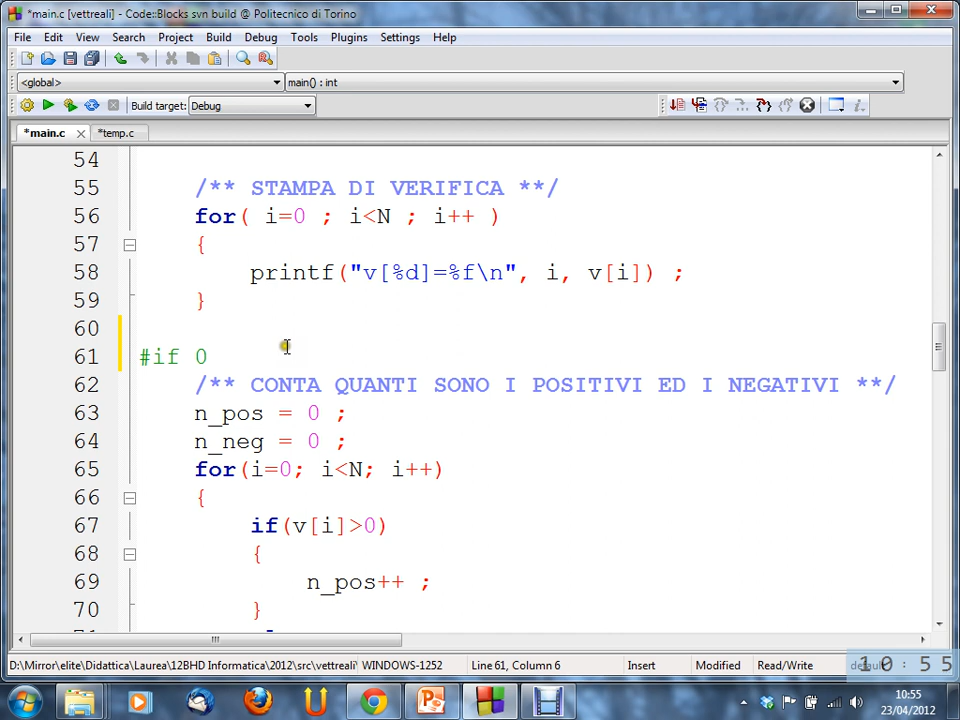 *main.c [vettreali] - Code::Blocks svn build @ Politecnico di Torino
File Edit View Search Project Build Debug Tools Plugins Settings Help
<global> main() : int
Build target: Debug
*main.c *temp.c
54
55 /** STAMPA DI VERIFICA **/
56 for( i=0 ; i<N ; i++ )
57 {
58 printf("v[%d]=%f\n", i, v[i]) ;
59 }
60
61 #if 0
62 /** CONTA QUANTI SONO I POSITIVI ED I NEGATIVI **/
63 n_pos = 0 ;
64 n_neg = 0 ;
65 for(i=0; i<N; i++)
66 {
67 if(v[i]>0)
68 {
69 n_pos++ ;
70 }
D:\Mirror\elite\Didattica\Laurea\12BHD Informatica\2012\src\vettreali\ WINDOWS-1252 Line 61, Column 6 Insert Modified Read/Write default
10:55
10:55
23/04/2012